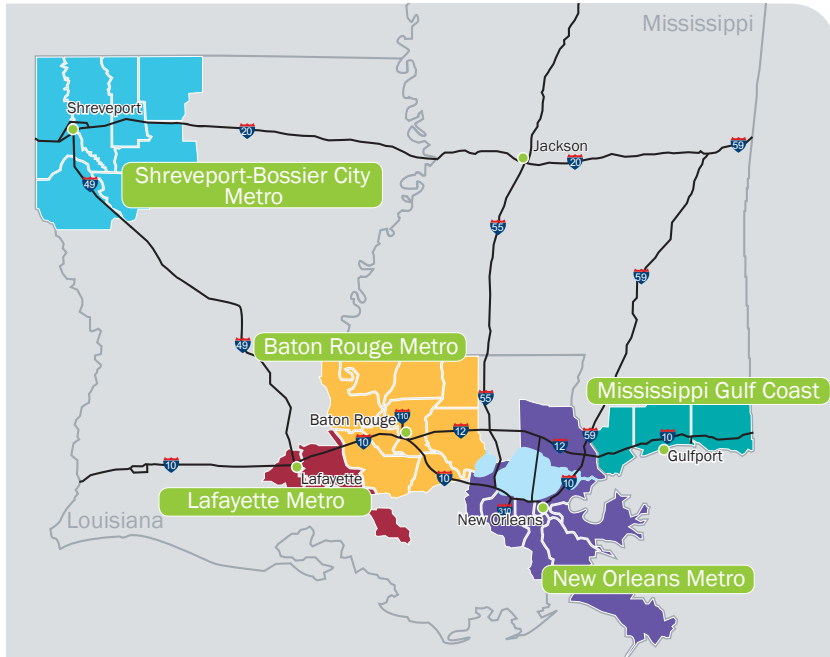 Mississippi
Shreveport
20
Jackson
20
59
49
Shreveport-Bossier City
Metro
55
59
49
Baton Rouge Metro
Mississippi Gulf Coast
55
110
Baton Rouge
12
10
59
12
10
10
Gulfport
10
Lafayette
10
10
Lafayette Metro
310
New Orleans
Louisiana
New Orleans Metro